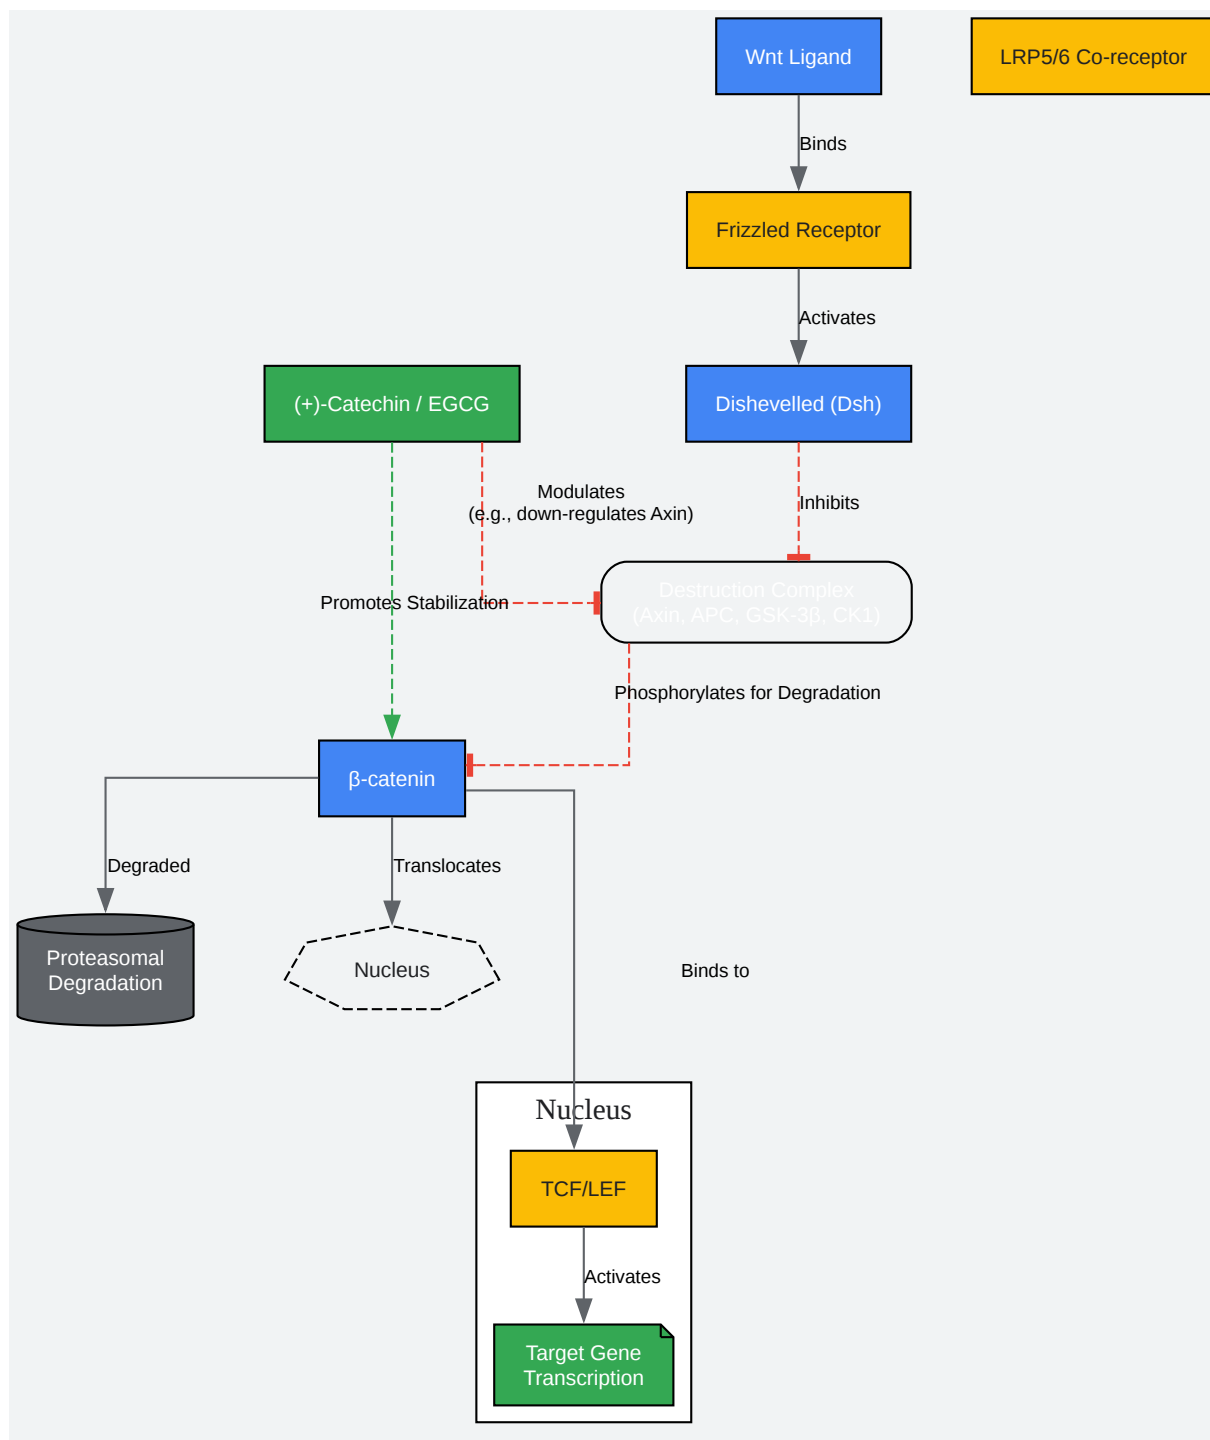 Wnt Ligand
LRP5/6 Co-receptor
Binds
Frizzled Receptor
Activates
(+)-Catechin / EGCG
Dishevelled (Dsh)
Modulates
(e.g., down-regulates Axin)
Inhibits
Destruction Complex
(Axin, APC, GSK-3β, CK1)
Promotes Stabilization
Phosphorylates for Degradation
β-catenin
Degraded
Translocates
Proteasomal
Degradation
Nucleus
Binds to
Nucleus
TCF/LEF
Activates
Target Gene
Transcription